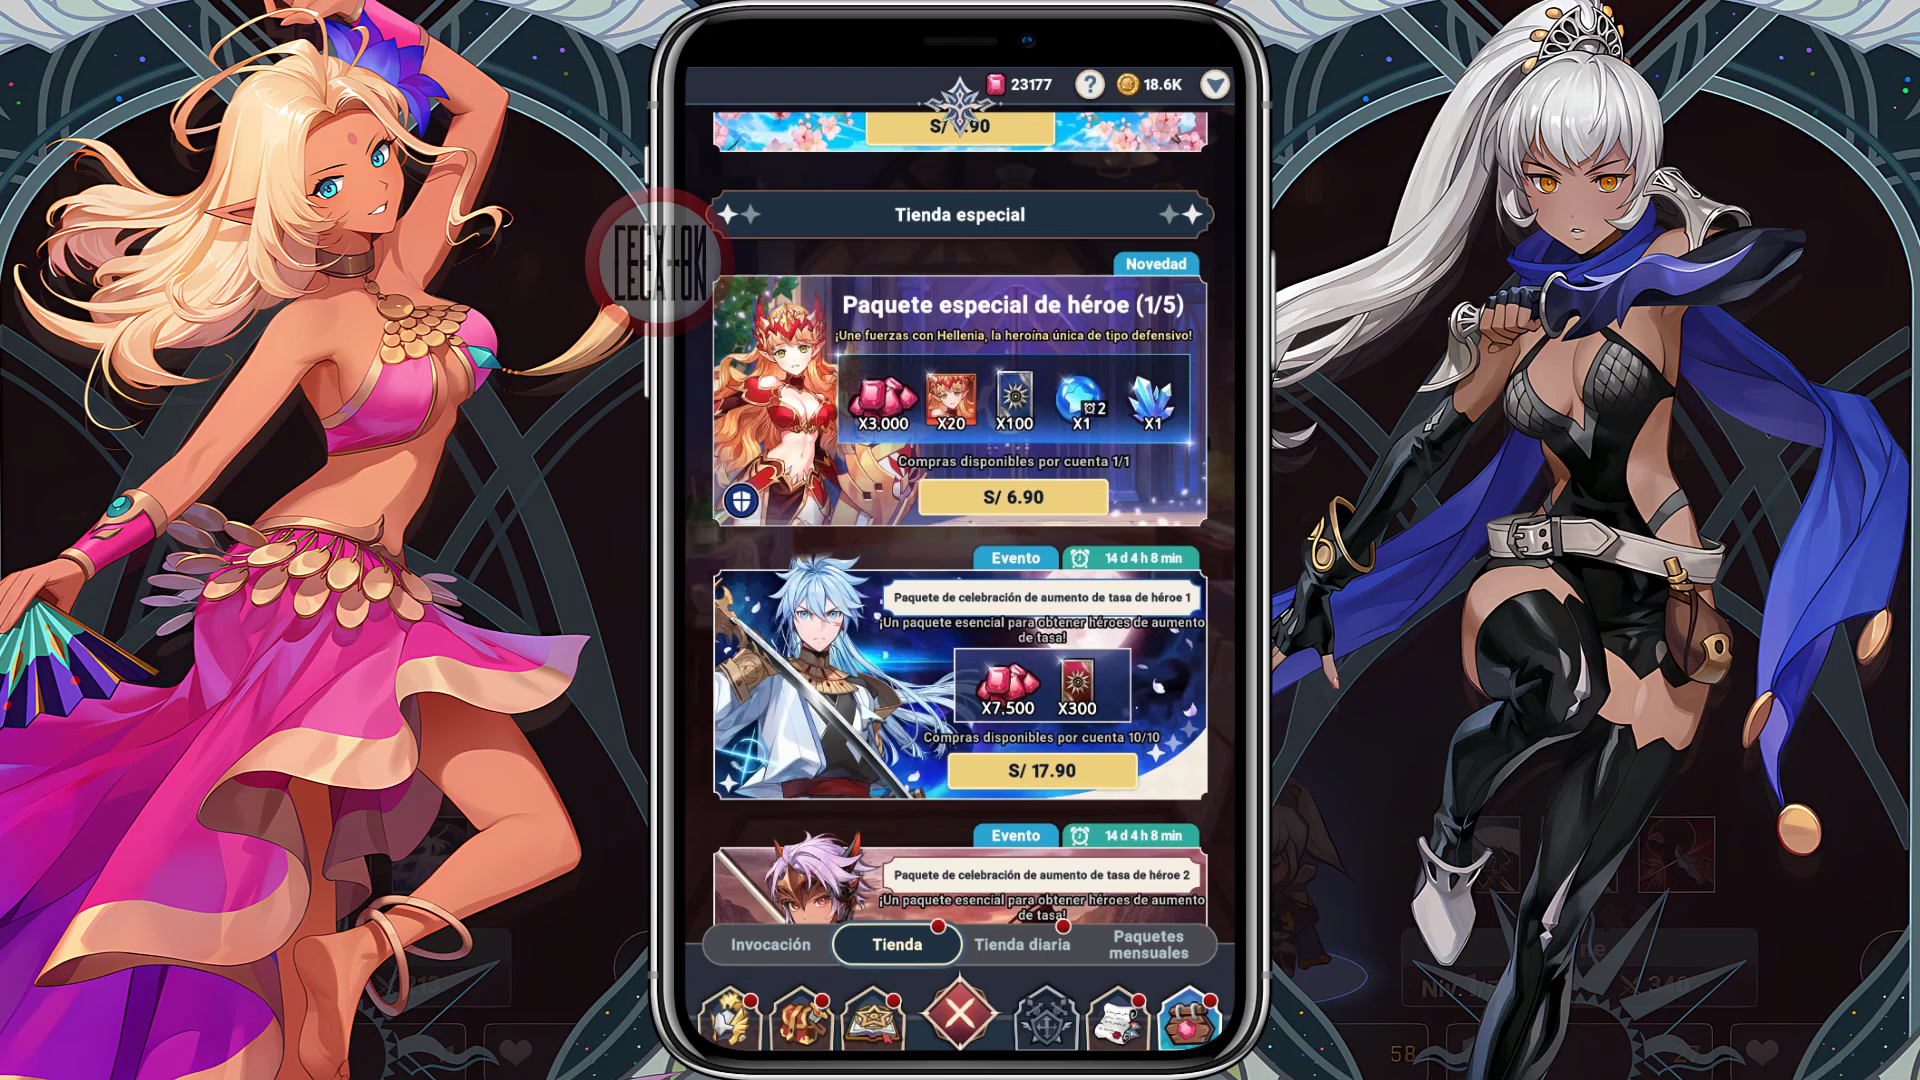 23177
?
18.6K
Tienda especial
Novedad
Paquete especial de héroe (1/5)
¡Une fuerzas con Hellenia, la heroína única de tipo defensivo!
X3.000
X20
X100
2
X1
X1
Compras disponibles por cuenta 1/1
S/ 6.90
Evento
14 d 4 h 8 min
Paquete de celebración de aumento de tasa de héroe 1
¡Un paquete esencial para obtener héroes de aumento
de tasa!
X7.500
X300
Compras disponibles por cuenta 10/10
S/ 17.90
Evento
14 d 4 h 8 min
Paquete de celebración de aumento de tasa de héroe 2
¡Un paquete esencial para obtener héroes de aumento
de tasa!
Invocación
Tienda
Tienda diaria
Paquetes
mensuales
58